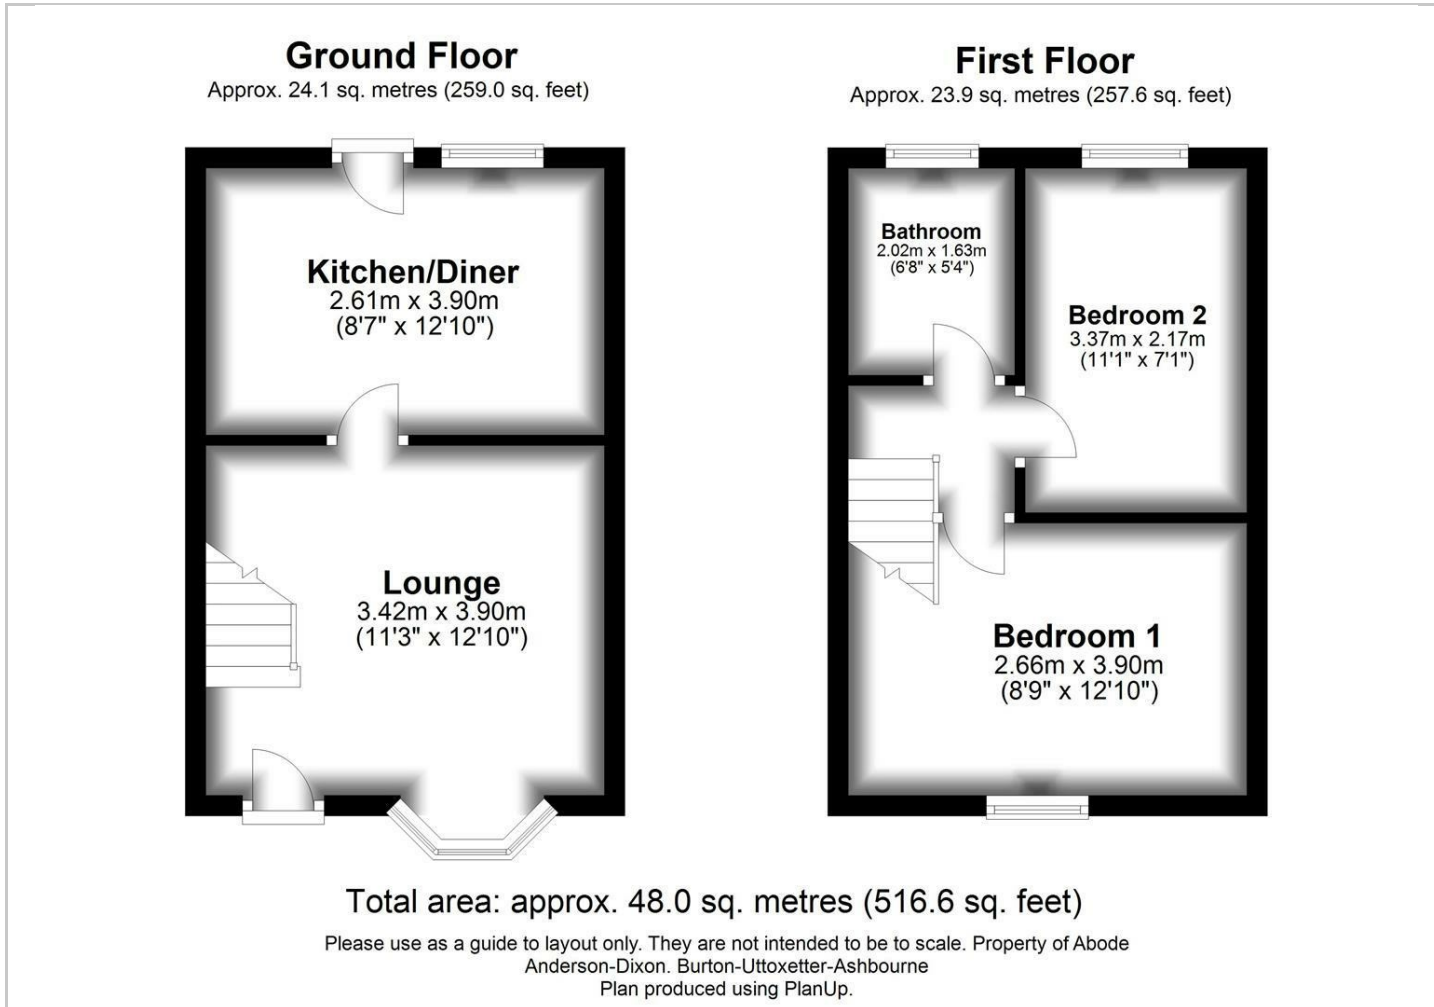 Ground Floor
Approx. 24.1 sq. metres (259.0 sq. feet)
Kitchen/Diner
2.61m x 3.90m
(8'7" x 12'10")
Lounge
3.42m x 3.90m
(11'3" x 12'10")
First Floor
Approx. 23.9 sq. metres (257.6 sq. feet)
Bathroom
2.02m x 1.63m
(6'8" x 5'4")
Bedroom 2
3.37m x 2.17m
(11'1" x 7'1")
Bedroom 1
2.66m x 3.90m
(8'9" x 12'10")
Total area: approx. 48.0 sq. metres (516.6 sq. feet)
Please use as a guide to layout only. They are not intended to be to scale. Property of Abode
Anderson-Dixon. Burton-Uttoxetter-Ashbourne
Plan produced using PlanUp.